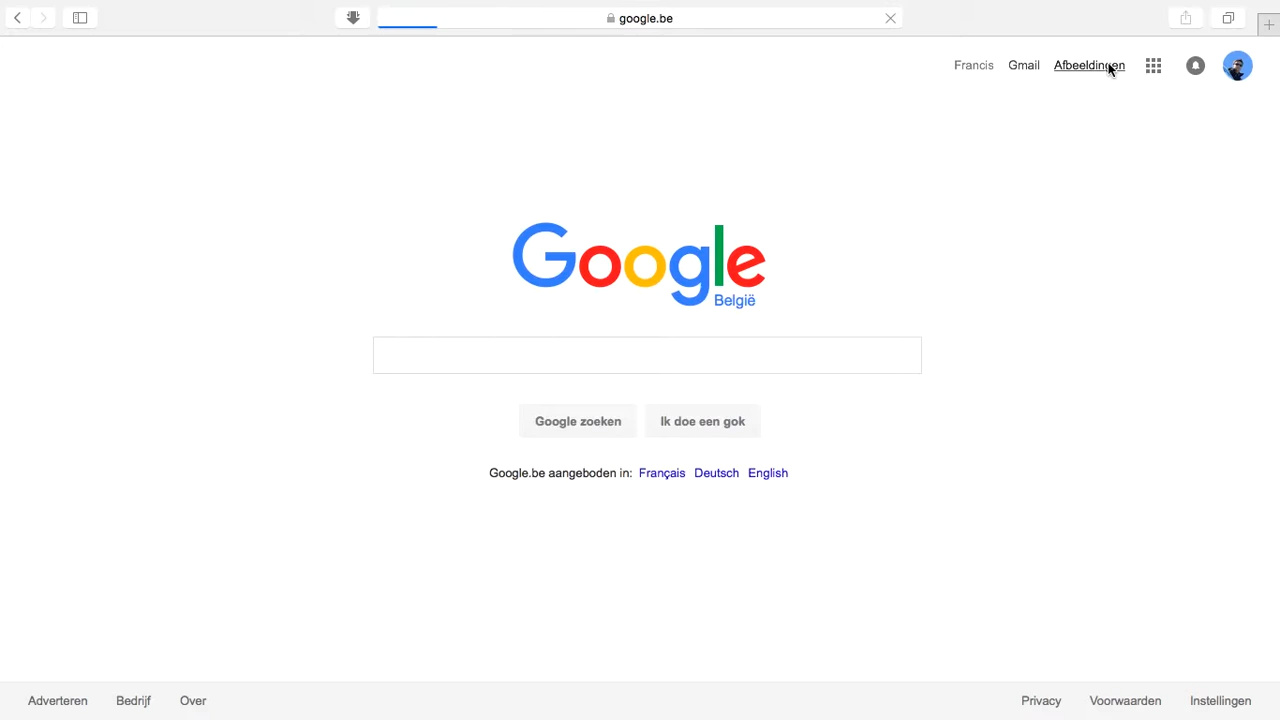 google.be
Francis Gmail Afbeeldingen
Google
België
Google zoeken Ik doe een gok
Google.be aangeboden in: Français Deutsch English
Adverteren Bedrijf Over Privacy Voorwaarden Instellingen